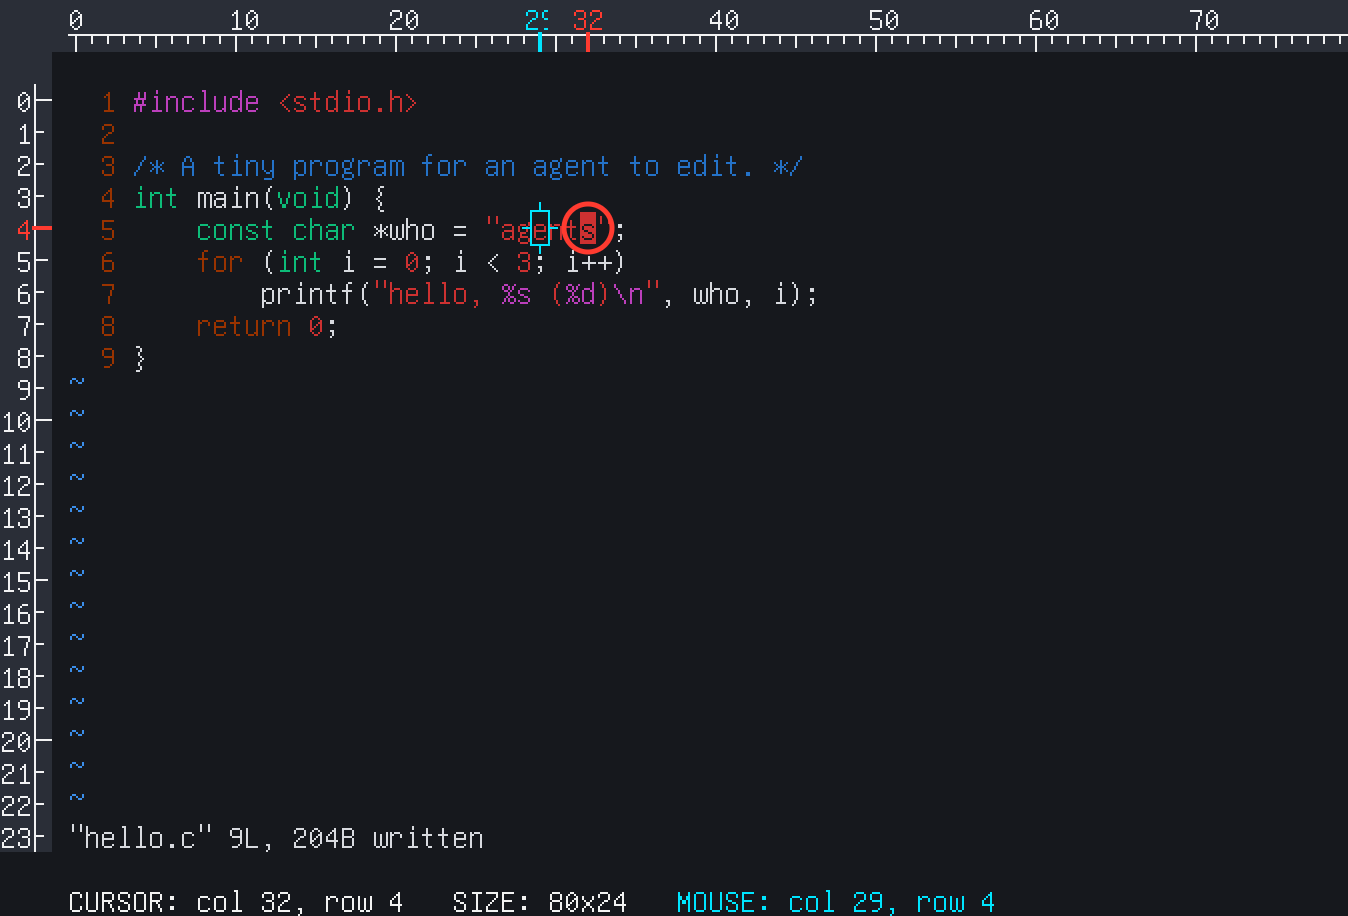 0 10 20 29 32 40 50 60 70
0 1 #include <stdio.h>
1 2
2 3 /* A tiny program for an agent to edit. */
3 4 int main(void) {
4 5     const char *who = "agents";
5 6     for (int i = 0; i < 3; i++)
6 7         printf("hello, %s (%d)\n", who, i);
7 8     return 0;
8 9 }
9 ~
10 ~
11 ~
12 ~
13 ~
14 ~
15 ~
16 ~
17 ~
18 ~
19 ~
20 ~
21 ~
22 ~
23 "hello.c" 9L, 204B written
CURSOR: col 32, row 4   SIZE: 80x24   MOUSE: col 29, row 4